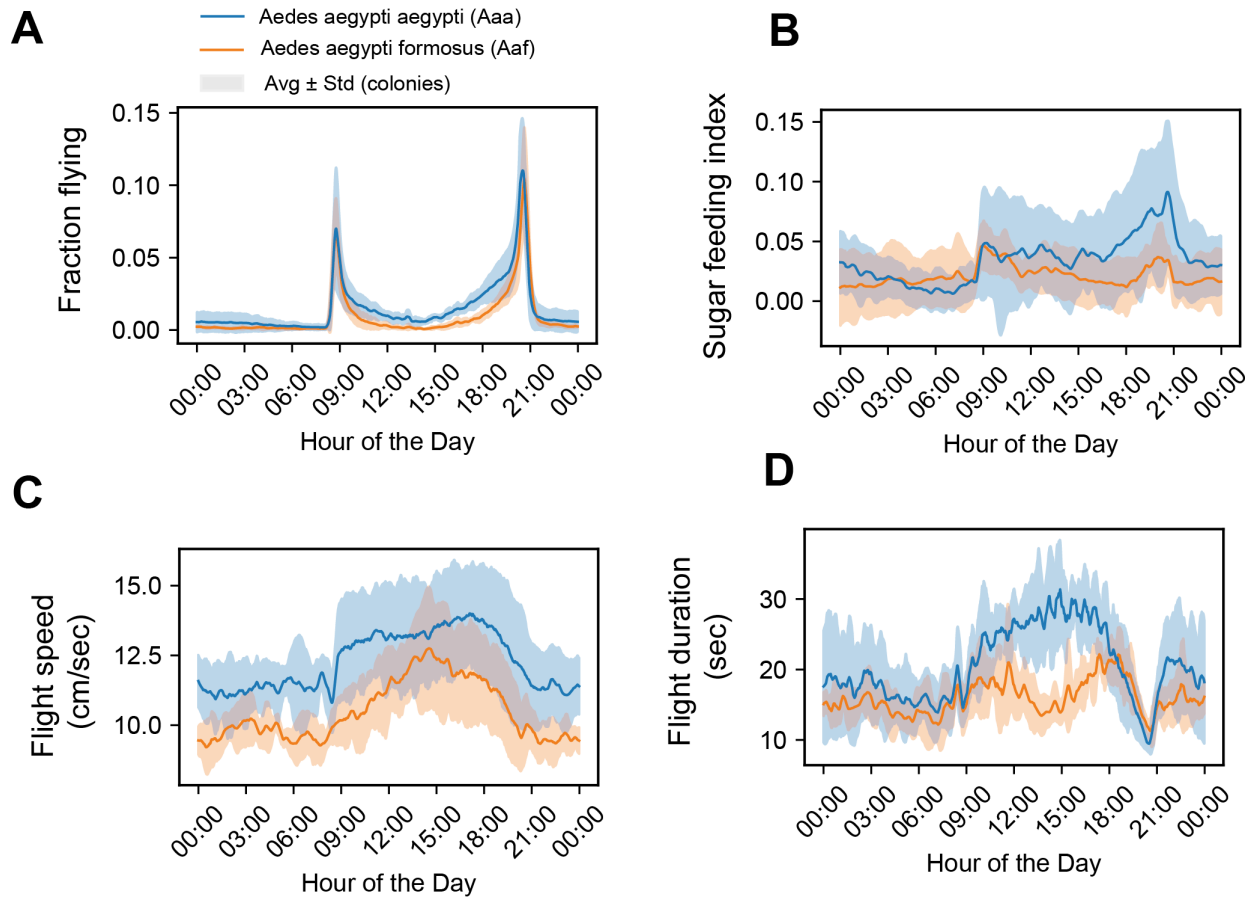 A
Aedes aegypti aegypti (Aaa)
Aedes aegypti formosus (Aaf)
Avg ± Std (colonies)
Fraction flying
0.15
0.10
0.05
0.00
00:00 03:00 06:00 09:00 12:00 15:00 18:00 21:00 00:00
Hour of the Day
B
Sugar feeding index
0.15
0.10
0.05
0.00
00:00 03:00 06:00 09:00 12:00 15:00 18:00 21:00 00:00
Hour of the Day
C
Flight speed
(cm/sec)
15.0
12.5
10.0
00:00 03:00 06:00 09:00 12:00 15:00 18:00 21:00 00:00
Hour of the Day
D
Flight duration
(sec)
30
20
10
00:00 03:00 06:00 09:00 12:00 15:00 18:00 21:00 00:00
Hour of the Day